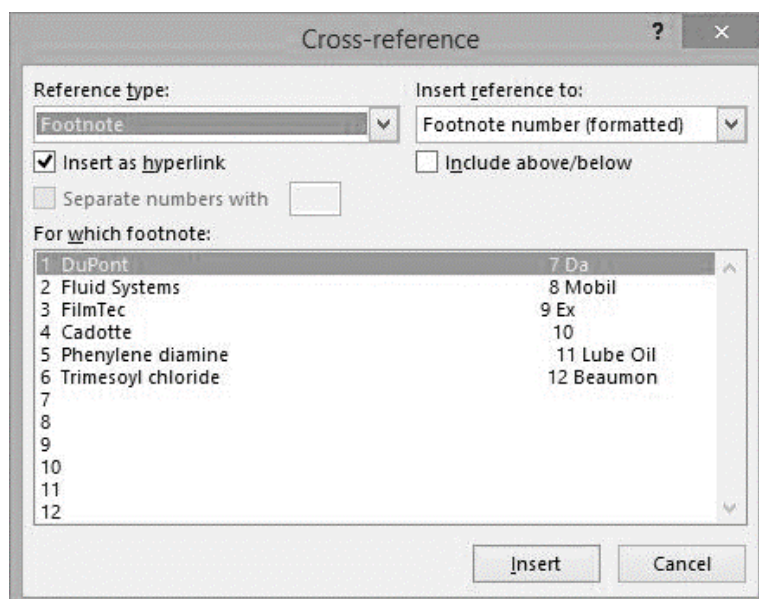 Cross-reference ? ×
Reference type: Insert reference to:
Footnote Footnote number (formatted)
Insert as hyperlink Include above/below
Separate numbers with
For which footnote:
1 DuPont 7 Da
2 Fluid Systems 8 Mobil
3 FilmTec 9 Ex
4 Cadotte 10
5 Phenylene diamine 11 Lube Oil
6 Trimesoyl chloride 12 Beaumon
7
8
9
10
11
12
Insert Cancel